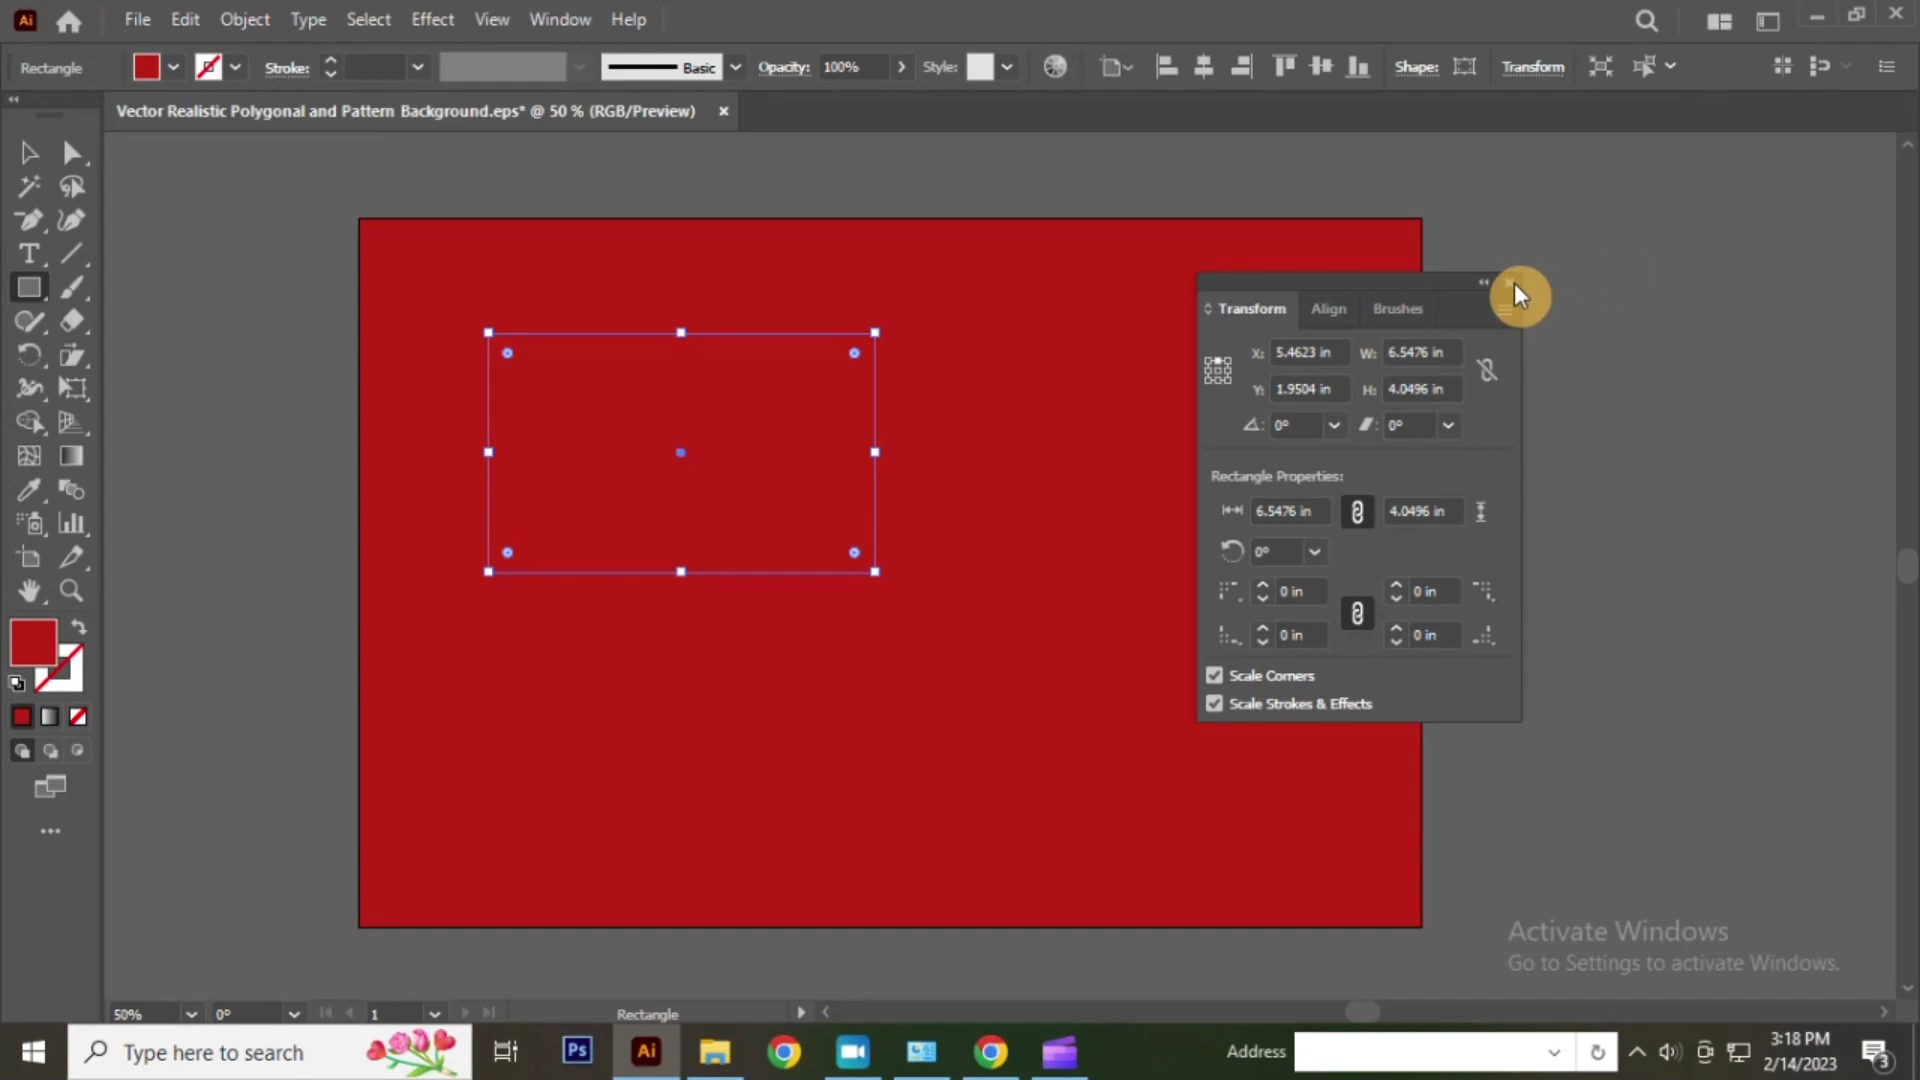 Ai File Edit Object Type Select Effect View Window Help
Rectangle Stroke: Basic Opacity: 100% Style: Shape: Transform
Vector Realistic Polygonal and Pattern Background.eps* @ 50 % (RGB/Preview) ×
Transform Align Brushes
X: 5.4623 in W: 6.5476 in
Y: 1.9504 in H: 4.0496 in
0° 0°
Rectangle Properties:
6.5476 in 4.0496 in
0°
0 in 0 in
0 in 0 in
Scale Corners
Scale Strokes & Effects
Activate Windows
Go to Settings to activate Windows.
50% 0° 1 Rectangle
Type here to search Ps Ai Address 3:18 PM
2/14/2023 3